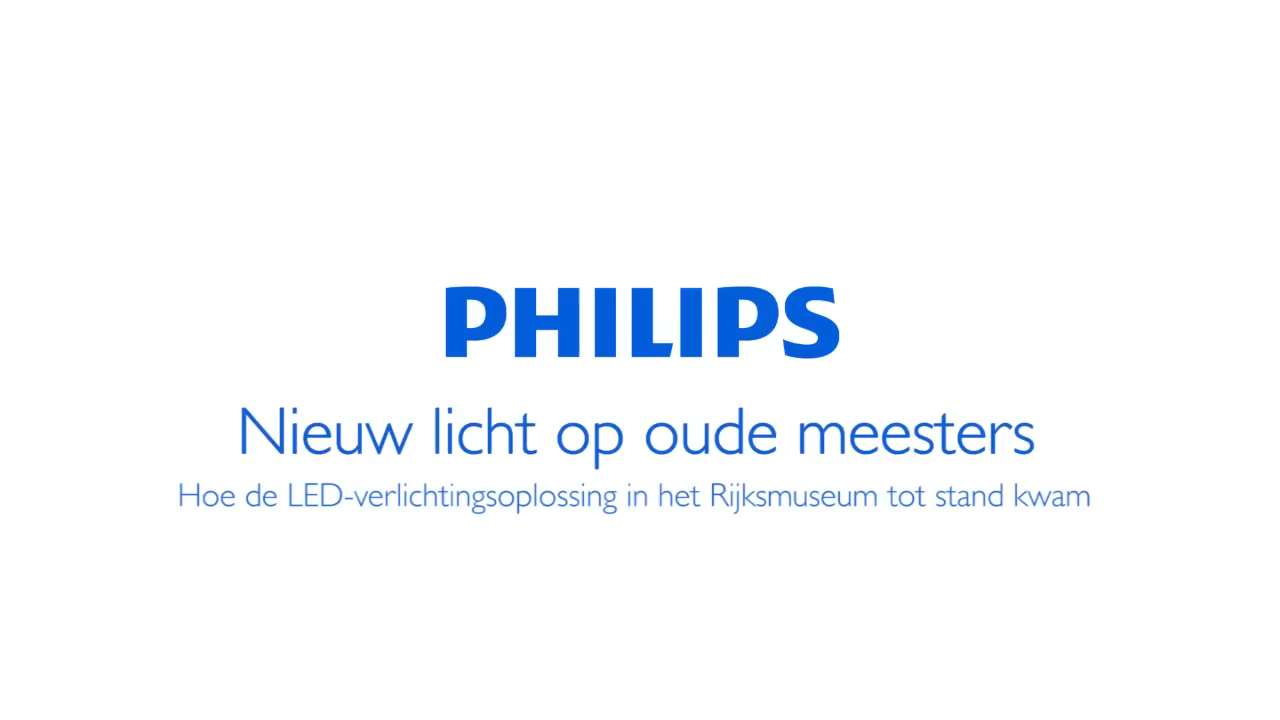 PHILIPS
Nieuw licht op oude meesters
Hoe de LED-verlichtingsoplossing in het Rijksmuseum tot stand kwam